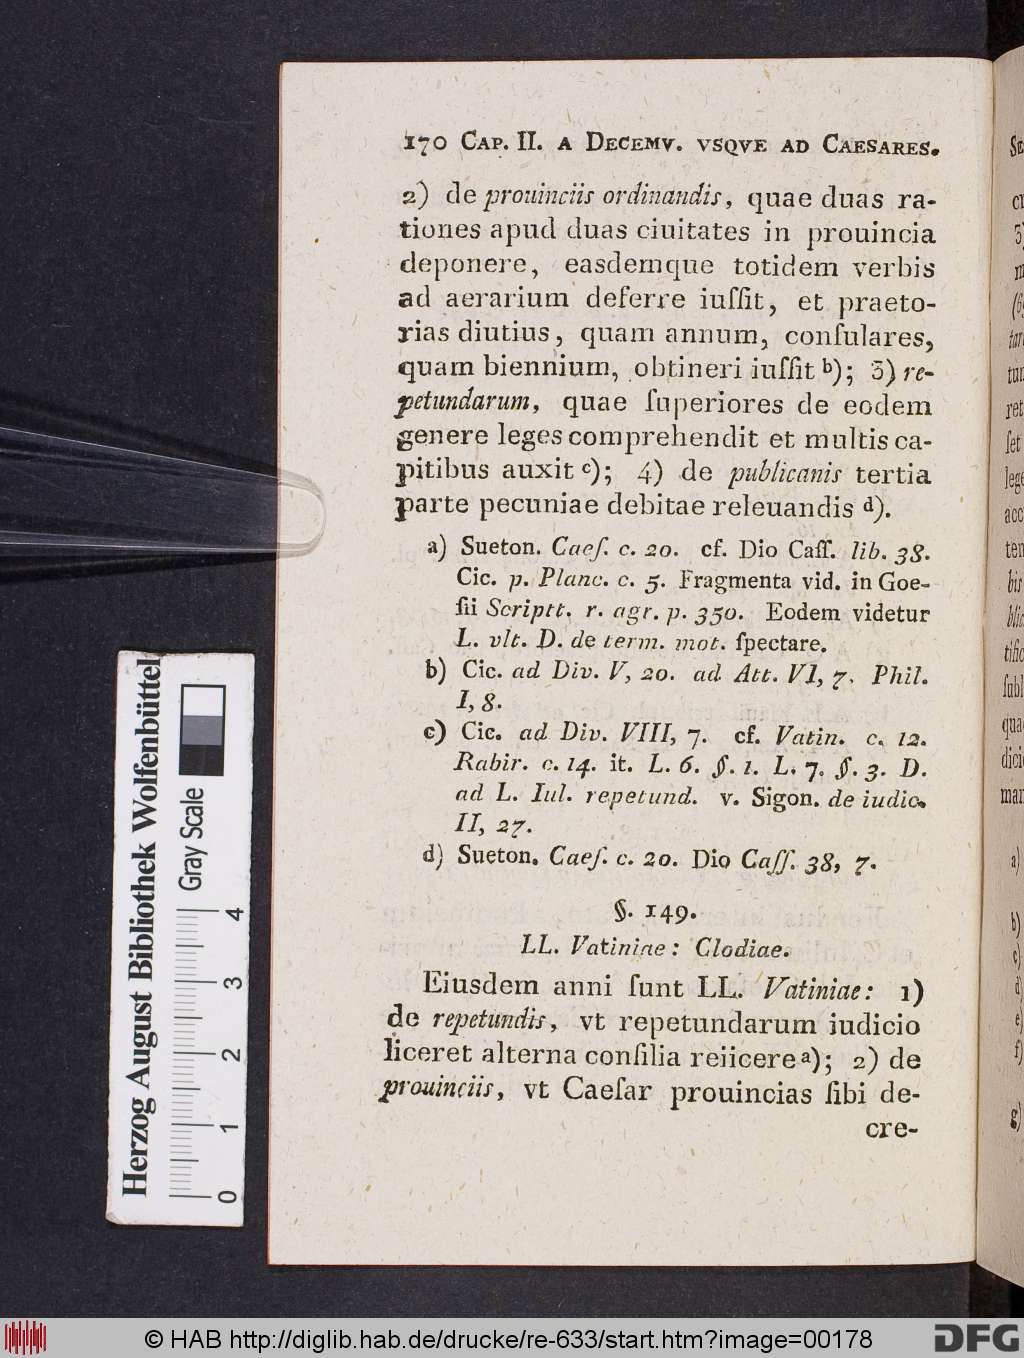 170 CAP. II. A DECEMV. VSQVE AD CAESARES.
2) de prouinciis ordinandis, quae duas ra-
tiones apud duas ciuitates in prouincia
deponere, easdemque totidem verbis
ad aerarium deferre iuſſit, et praeto-
rias diutius, quam annum, conſulares,
quam biennium, obtineri iuſſit b); 3) re-
petundarum, quae ſuperiores de eodem
genere leges comprehendit et multis ca-
pitibus auxit c); 4) de publicanis tertia
parte pecuniae debitae releuandis d).
a) Sueton. Caeſ. c. 20. cf. Dio Caſſ. lib. 38.
Cic. p. Planc. c. 5. Fragmenta vid. in Goe-
ſii Scriptt. r. agr. p. 350. Eodem videtur
L. vlt. D. de term. mot. ſpectare.
b) Cic. ad Div. V, 20. ad Att. VI, 7. Phil.
I, 8.
c) Cic. ad Div. VIII, 7. cf. Vatin. c. 12.
Rabir. c. 14. it. L. 6. §. 1. L. 7. §. 3. D.
ad L. Iul. repetund. v. Sigon. de iudic.
II, 27.
d) Sueton. Caeſ. c. 20. Dio Caſſ. 38, 7.
§. 149.
LL. Vatiniae: Clodiae.
Eiusdem anni ſunt LL. Vatiniae: 1)
de repetundis, vt repetundarum iudicio
liceret alterna conſilia reiicere a); 2) de
prouinciis, vt Caeſar prouincias ſibi de-
cre-
Herzog August Bibliothek Wolfenbüttel
Gray Scale
0 1 2 3 4
© HAB http://diglib.hab.de/drucke/re-633/start.htm?image=00178
DFG